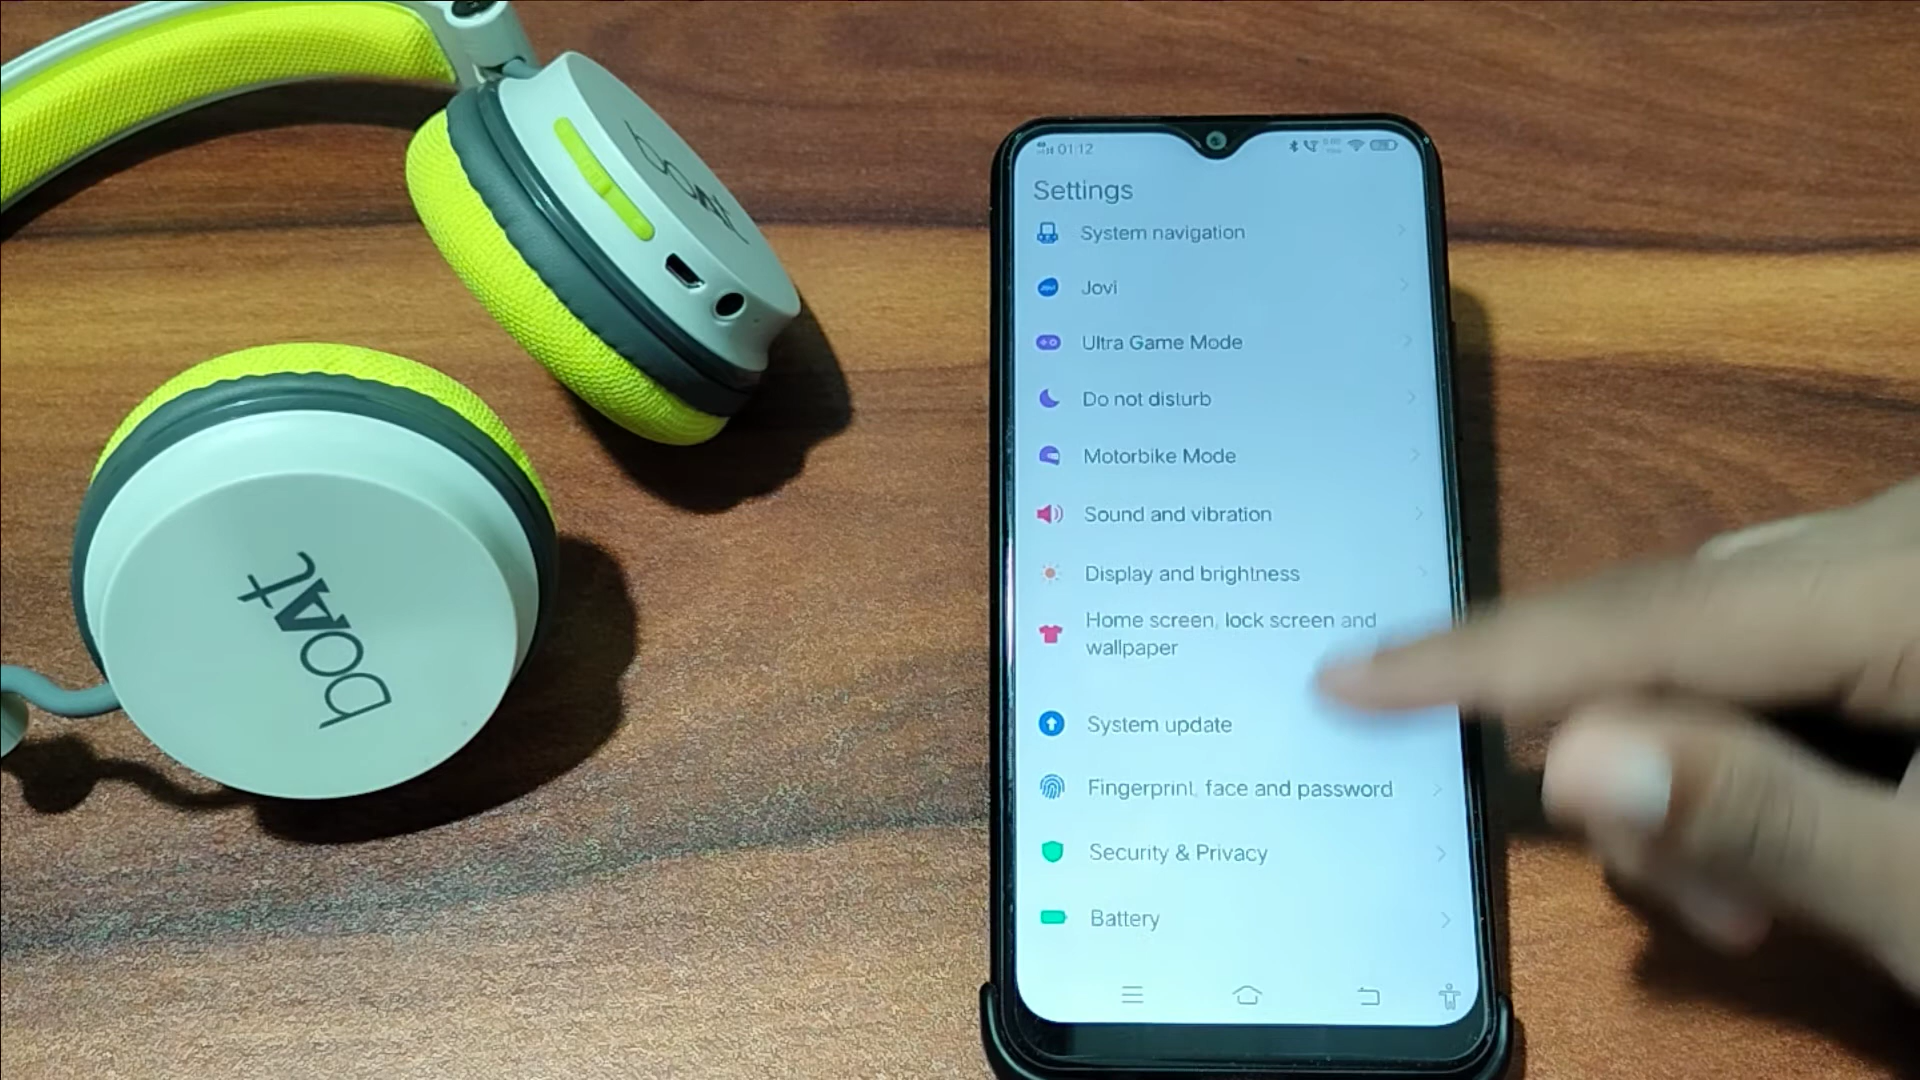 boAt
boAt
01:12
Settings
System navigation
Jovi
Ultra Game Mode
Do not disturb
Motorbike Mode
Sound and vibration
Display and brightness
Home screen, lock screen and
wallpaper
System update
Fingerprint, face and password
Security & Privacy
Battery